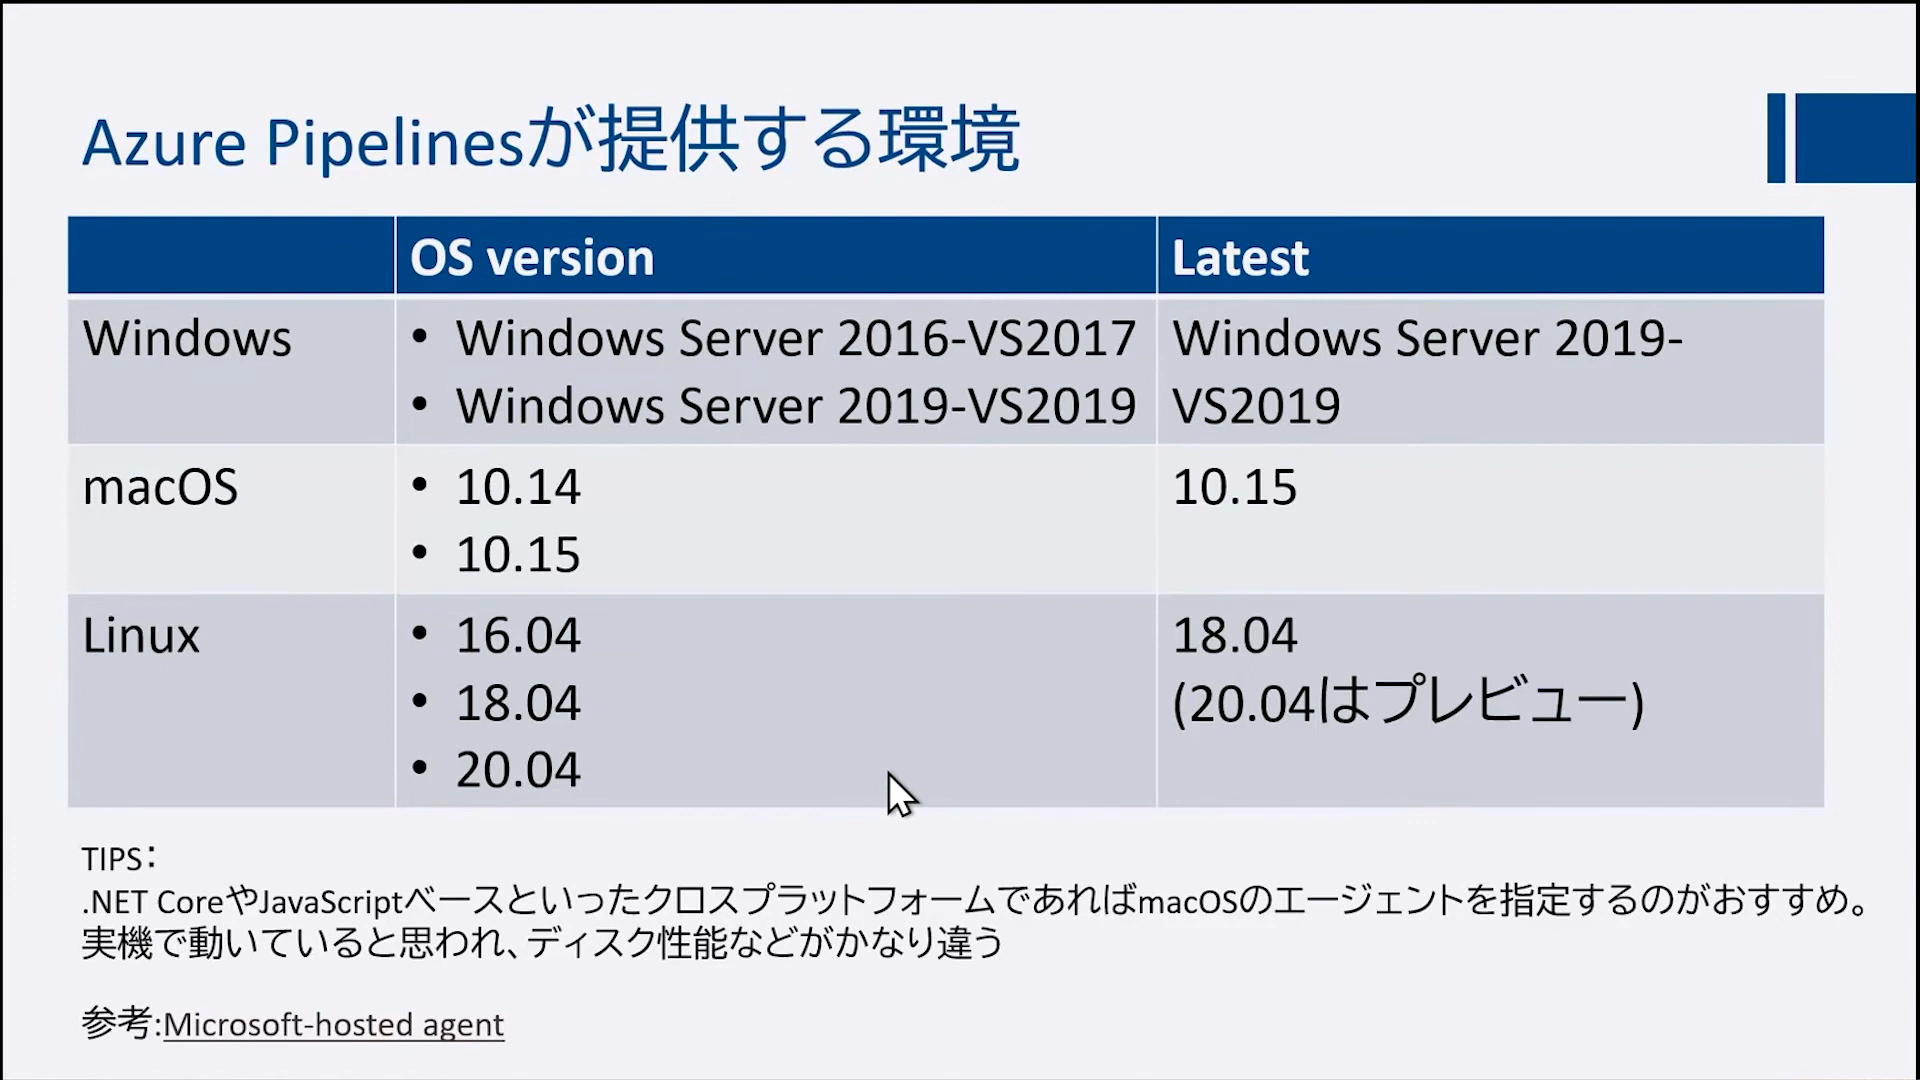 Azure Pipelinesが提供する環境
OS version
Latest
Windows
• Windows Server 2016-VS2017
• Windows Server 2019-VS2019
Windows Server 2019-
VS2019
macOS
• 10.14
• 10.15
10.15
Linux
• 16.04
• 18.04
• 20.04
18.04
(20.04はプレビュー)
TIPS：
.NET CoreやJavaScriptベースといったクロスプラットフォームであればmacOSのエージェントを指定するのがおすすめ。
実機で動いていると思われ、ディスク性能などがかなり違う
参考:Microsoft-hosted agent